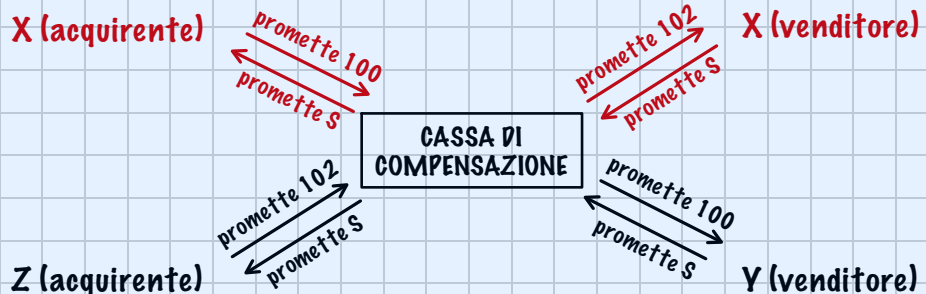 X (acquirente)
promette 100
promette S
promette 102
promette S
X (venditore)
CASSA DI
COMPENSAZIONE
promette 102
promette S
Z (acquirente)
promette 100
promette S
Y (venditore)